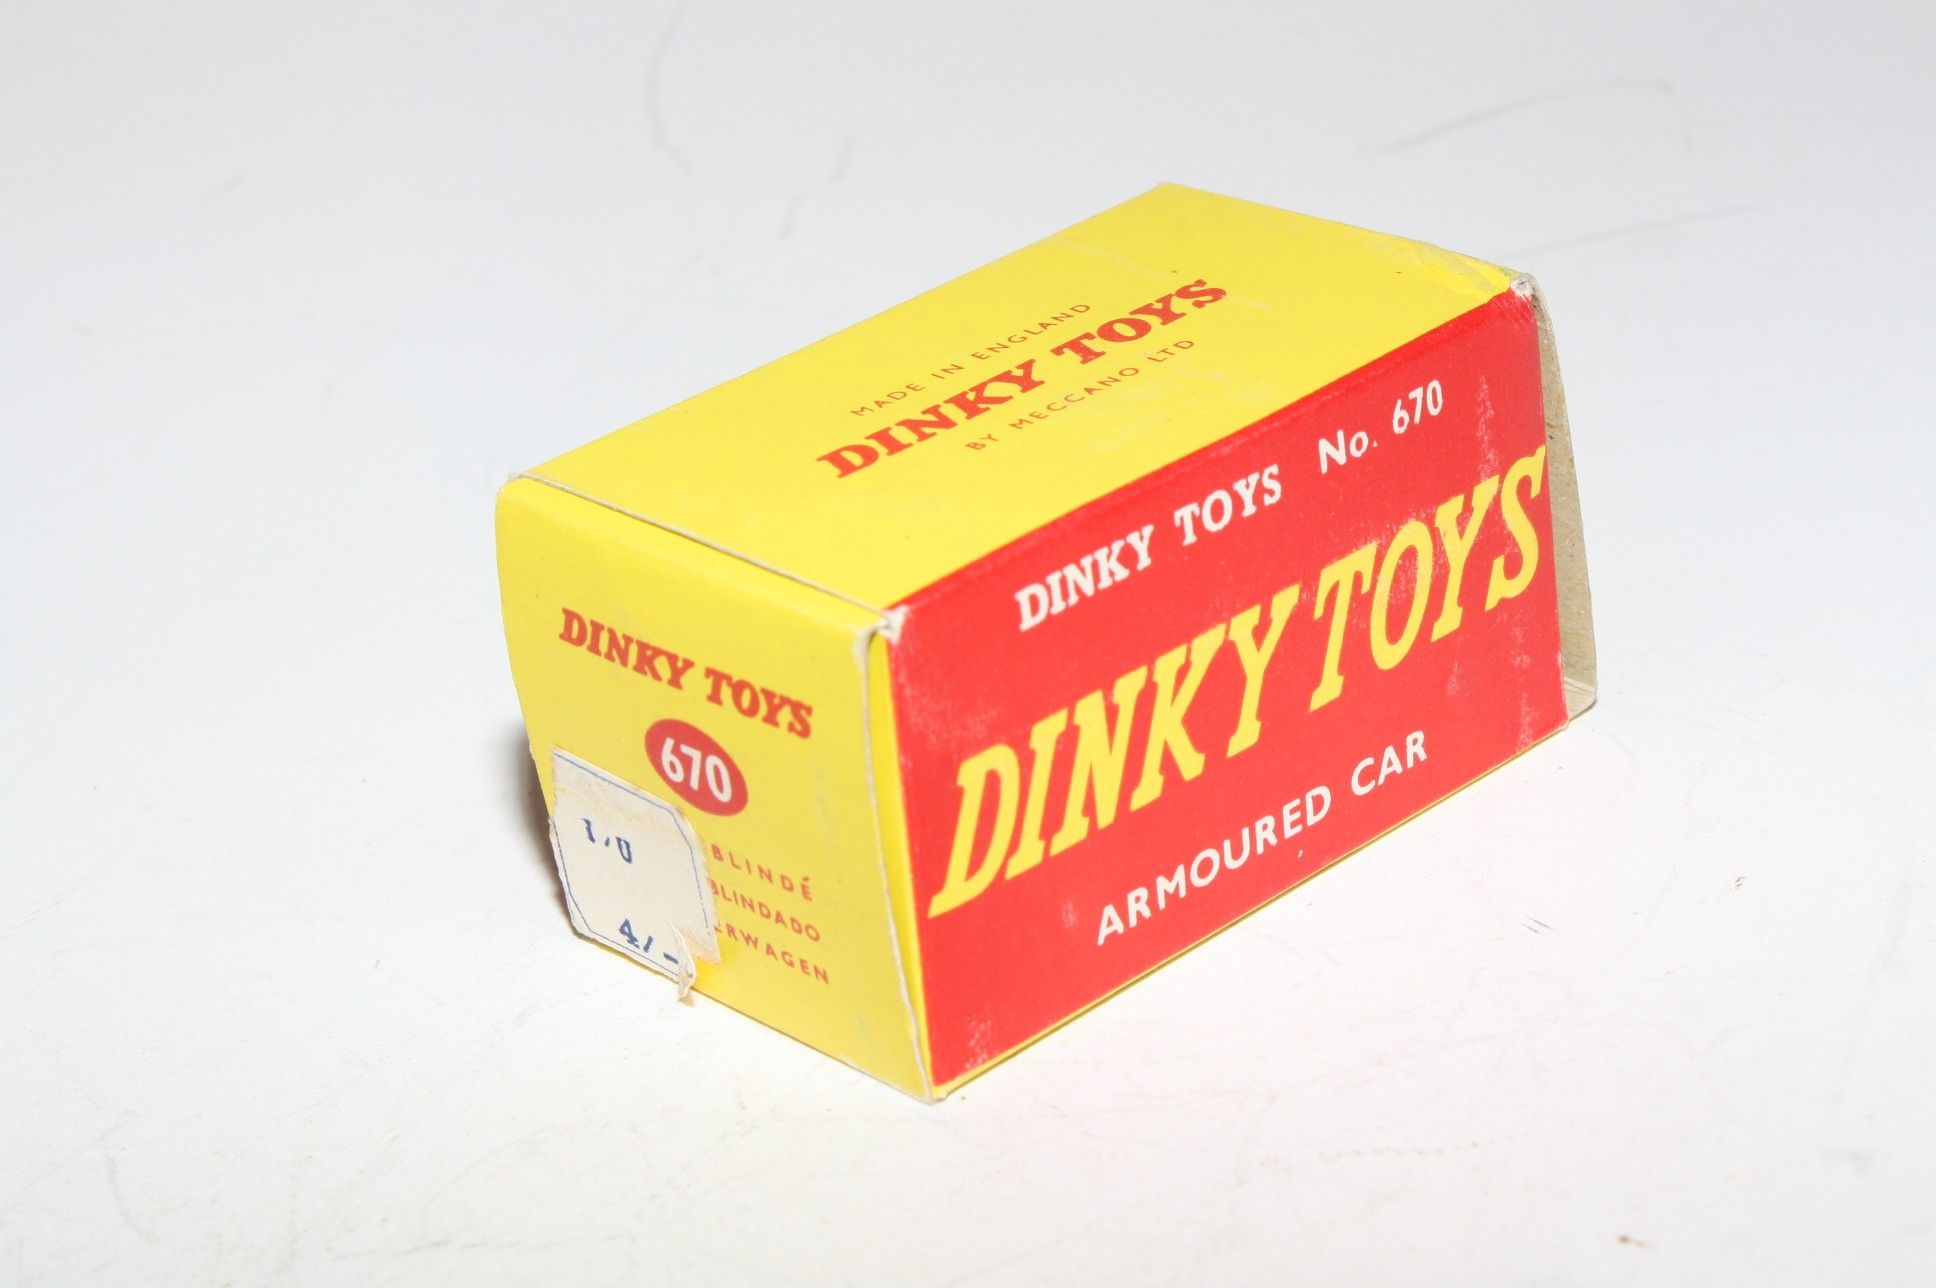 MADE IN ENGLAND
DINKY TOYS
BY MECCANO LTD
DINKY TOYS No. 670
DINKY TOYS
ARMOURED CAR
DINKY TOYS
670
BLINDÉ
BLINDADO
4/-